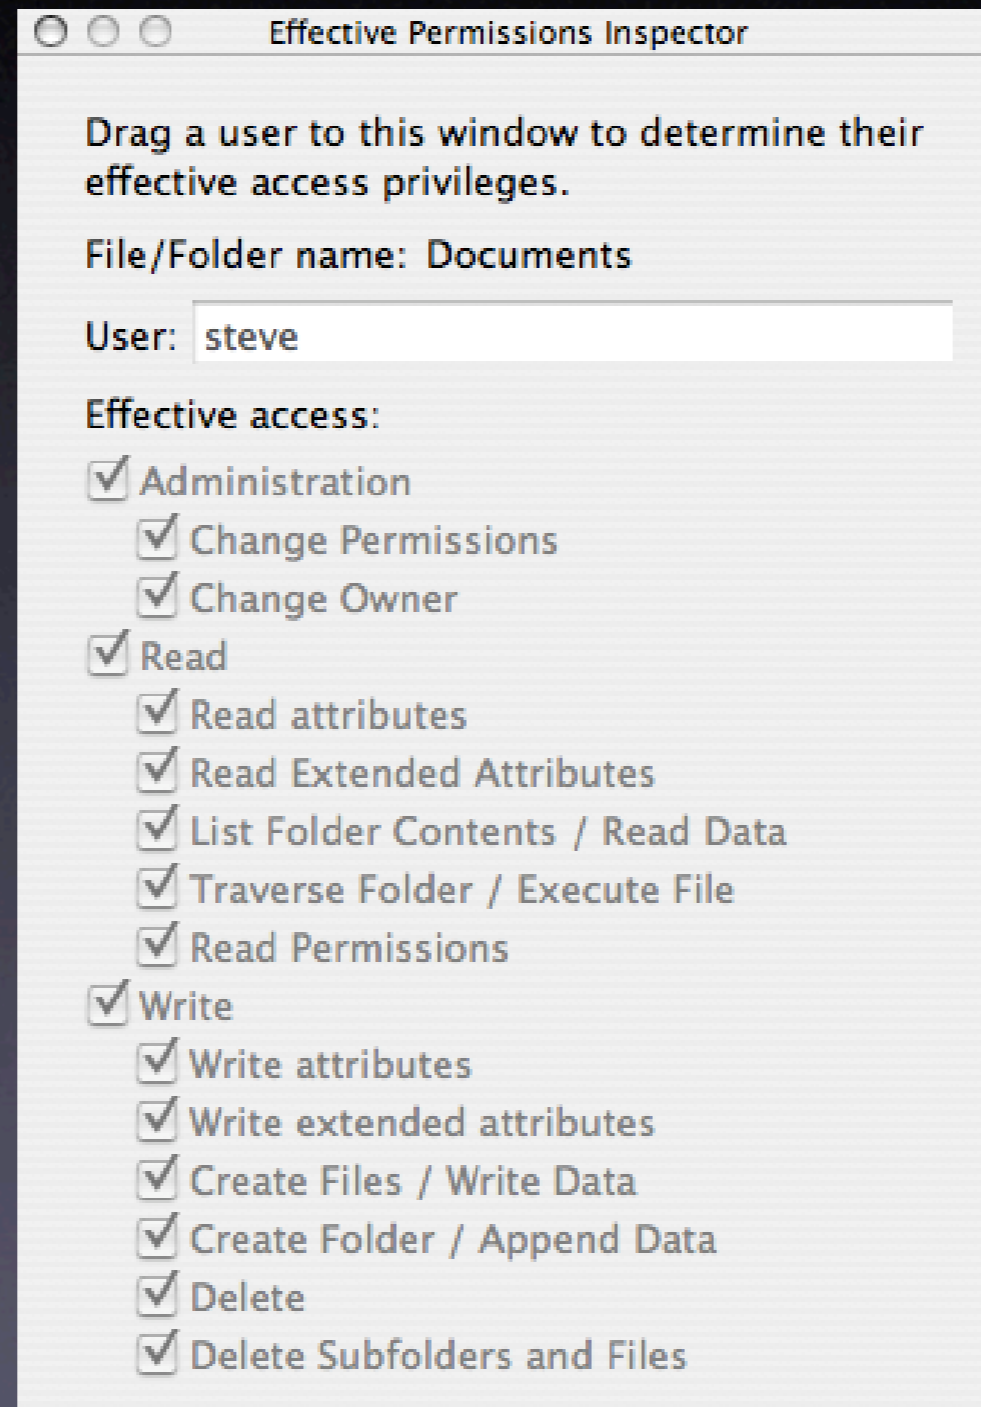 Effective Permissions Inspector
Drag a user to this window to determine their
effective access privileges.
File/Folder name: Documents
User: steve
Effective access:
Administration
Change Permissions
Change Owner
Read
Read attributes
Read Extended Attributes
List Folder Contents / Read Data
Traverse Folder / Execute File
Read Permissions
Write
Write attributes
Write extended attributes
Create Files / Write Data
Create Folder / Append Data
Delete
Delete Subfolders and Files